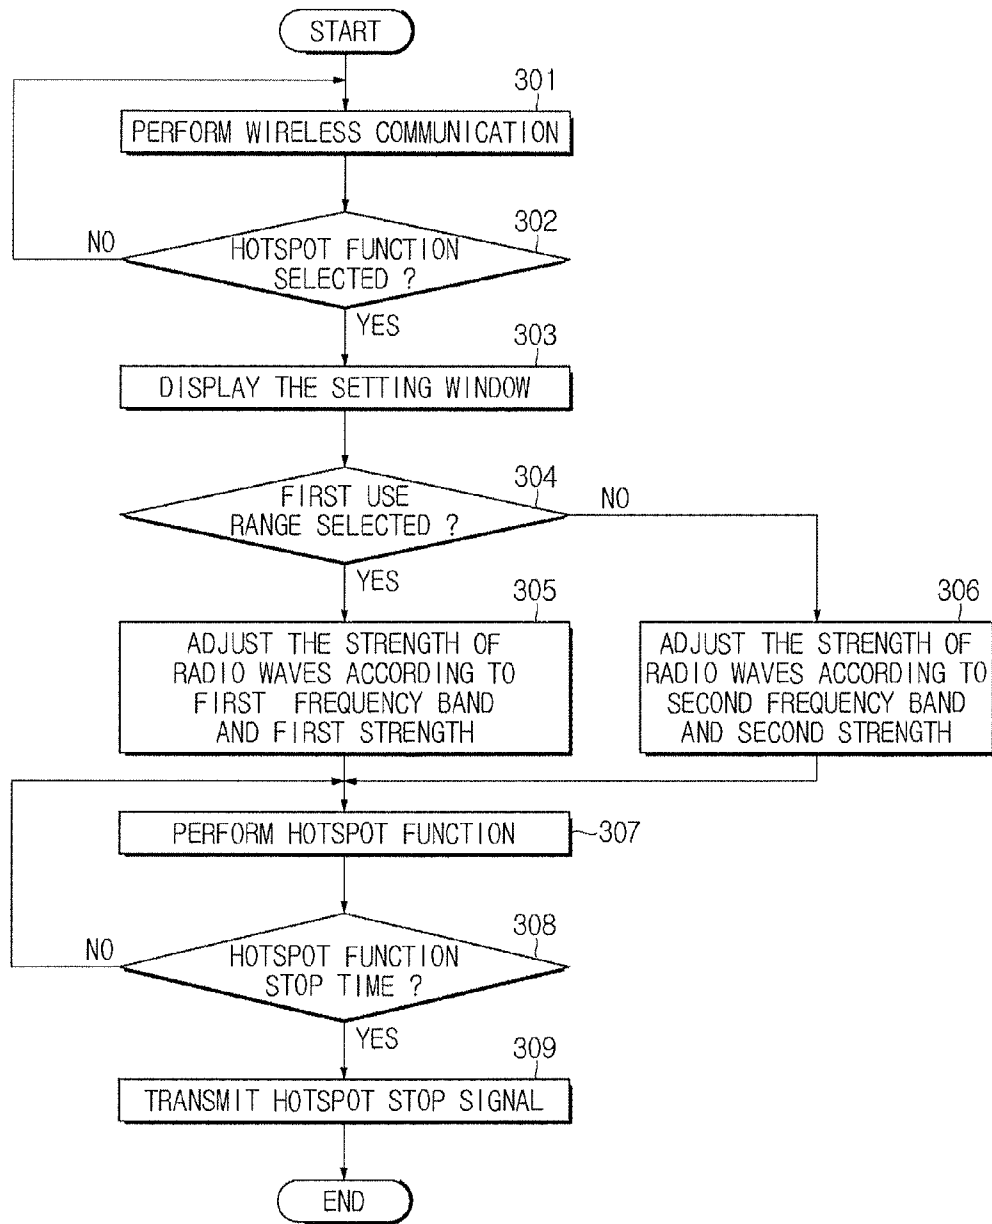 START
301
PERFORM WIRELESS COMMUNICATION
302
HOTSPOT FUNCTION
SELECTED ?
NO
YES
303
DISPLAY THE SETTING WINDOW
304
FIRST USE
RANGE SELECTED ?
NO
YES
305
ADJUST THE STRENGTH OF
RADIO WAVES ACCORDING TO
FIRST FREQUENCY BAND
AND FIRST STRENGTH
306
ADJUST THE STRENGTH OF
RADIO WAVES ACCORDING TO
SECOND FREQUENCY BAND
AND SECOND STRENGTH
PERFORM HOTSPOT FUNCTION
307
308
HOTSPOT FUNCTION
STOP TIME ?
NO
YES
309
TRANSMIT HOTSPOT STOP SIGNAL
END